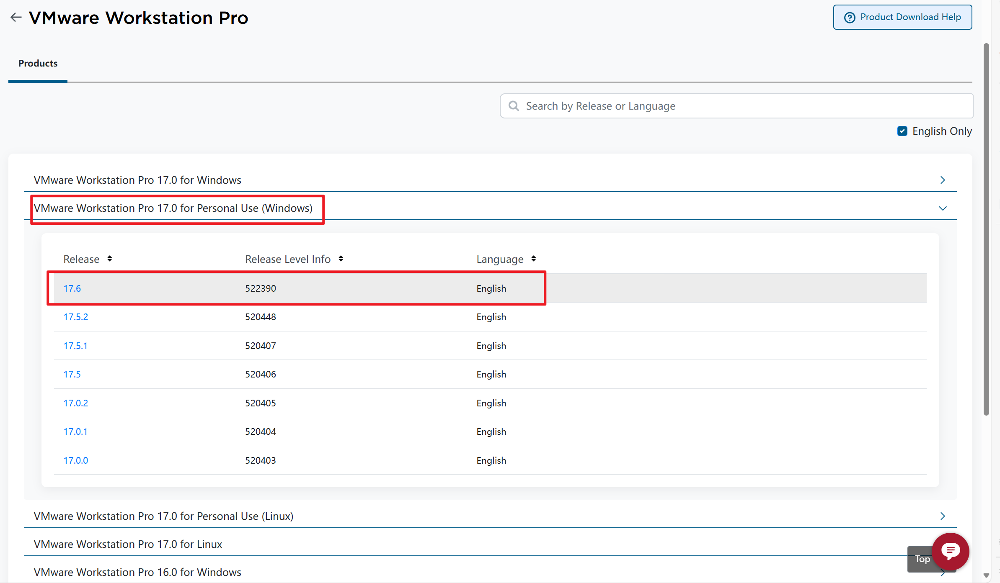 VMware Workstation Pro
Product Download Help
Products
Search by Release or Language
English Only
VMware Workstation Pro 17.0 for Windows
VMware Workstation Pro 17.0 for Personal Use (Windows)
Release Release Level Info Language
17.6 522390 English
17.5.2 520448 English
17.5.1 520407 English
17.5 520406 English
17.0.2 520405 English
17.0.1 520404 English
17.0.0 520403 English
VMware Workstation Pro 17.0 for Personal Use (Linux)
VMware Workstation Pro 17.0 for Linux
Top
VMware Workstation Pro 16.0 for Windows